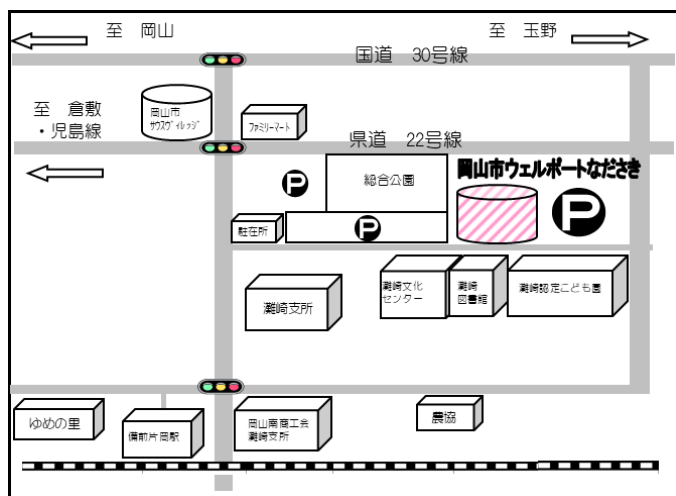 至　岡山
至　玉野
国道　30号線
至　倉敷
・児島線
岡山市
ｻｳｽｳﾞｨﾚｯｼﾞ
ﾌｧﾐﾘｰﾏｰﾄ
県道　22号線
P
総合公園
岡山市ウェルポートなださき
P
駐在所
P
灘崎支所
灘崎文化
センター
灘崎
図書館
灘崎認定こども園
ゆめの里
備前片岡駅
岡山南商工会
灘崎支所
農協